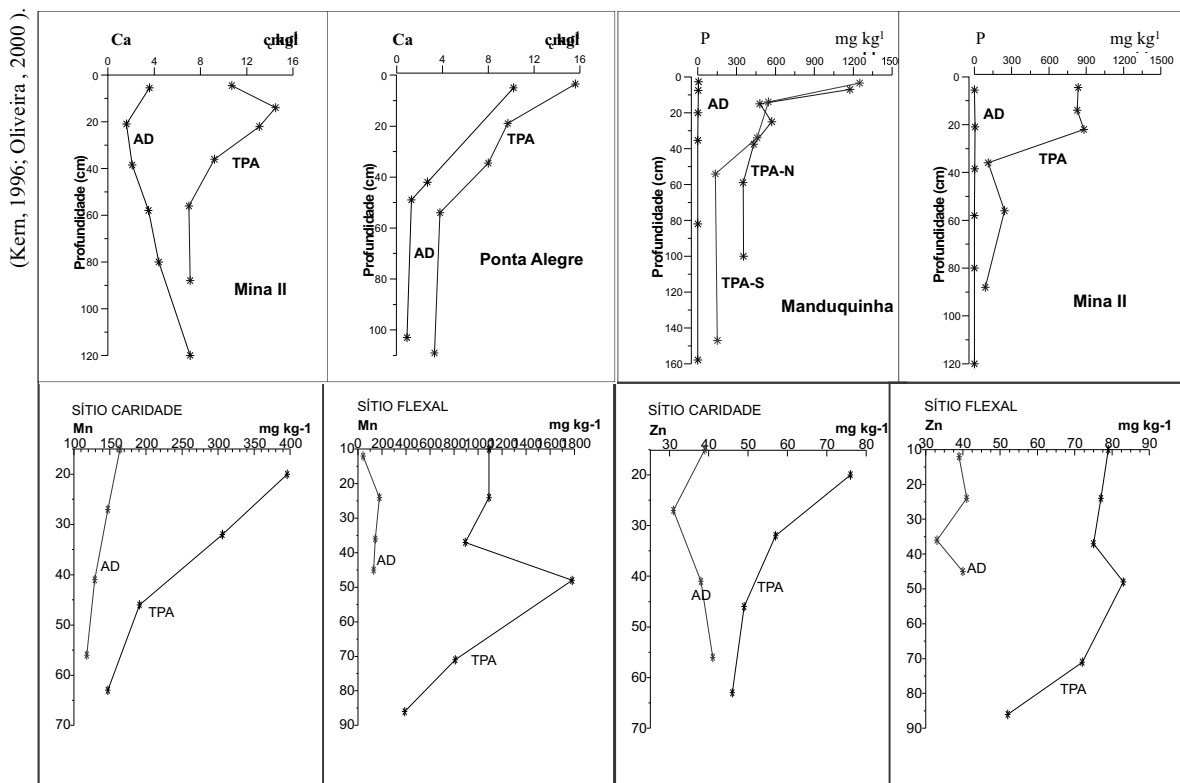 (Kern, 1996; Oliveira , 2000 ).
Ca
0 4 8 12 16
0
20
40
60
80
100
120
Profundidade (cm)
AD
TPA
Mina II
Ca
0 4 8 12 16
0
20
40
60
80
100
Profundidade (cm)
AD
TPA
Ponta Alegre
P mg kg1
0 300 600 900 1200 1500
0
20
40
60
80
100
120
140
160
Profundidade (cm)
AD
TPA-N
TPA-S
Manduquinha
P mg kg1
0 300 600 900 1200 1500
0
20
40
60
80
100
120
Profundidade (cm)
AD
TPA
Mina II
SÍTIO CARIDADE
Mn mg kg-1
100 150 200 250 300 350 400
20
30
40
50
60
70
AD
TPA
SÍTIO FLEXAL
Mn mg kg-1
0 200 400 600 800 1000 1200 1400 1600 1800
10
20
30
40
50
60
70
80
90
AD
TPA
SÍTIO CARIDADE
Zn mg kg-1
30 40 50 60 70 80
20
30
40
50
60
70
AD
TPA
SÍTIO FLEXAL
Zn mg kg-1
30 40 50 60 70 80 90
10
20
30
40
50
60
70
80
90
AD
TPA